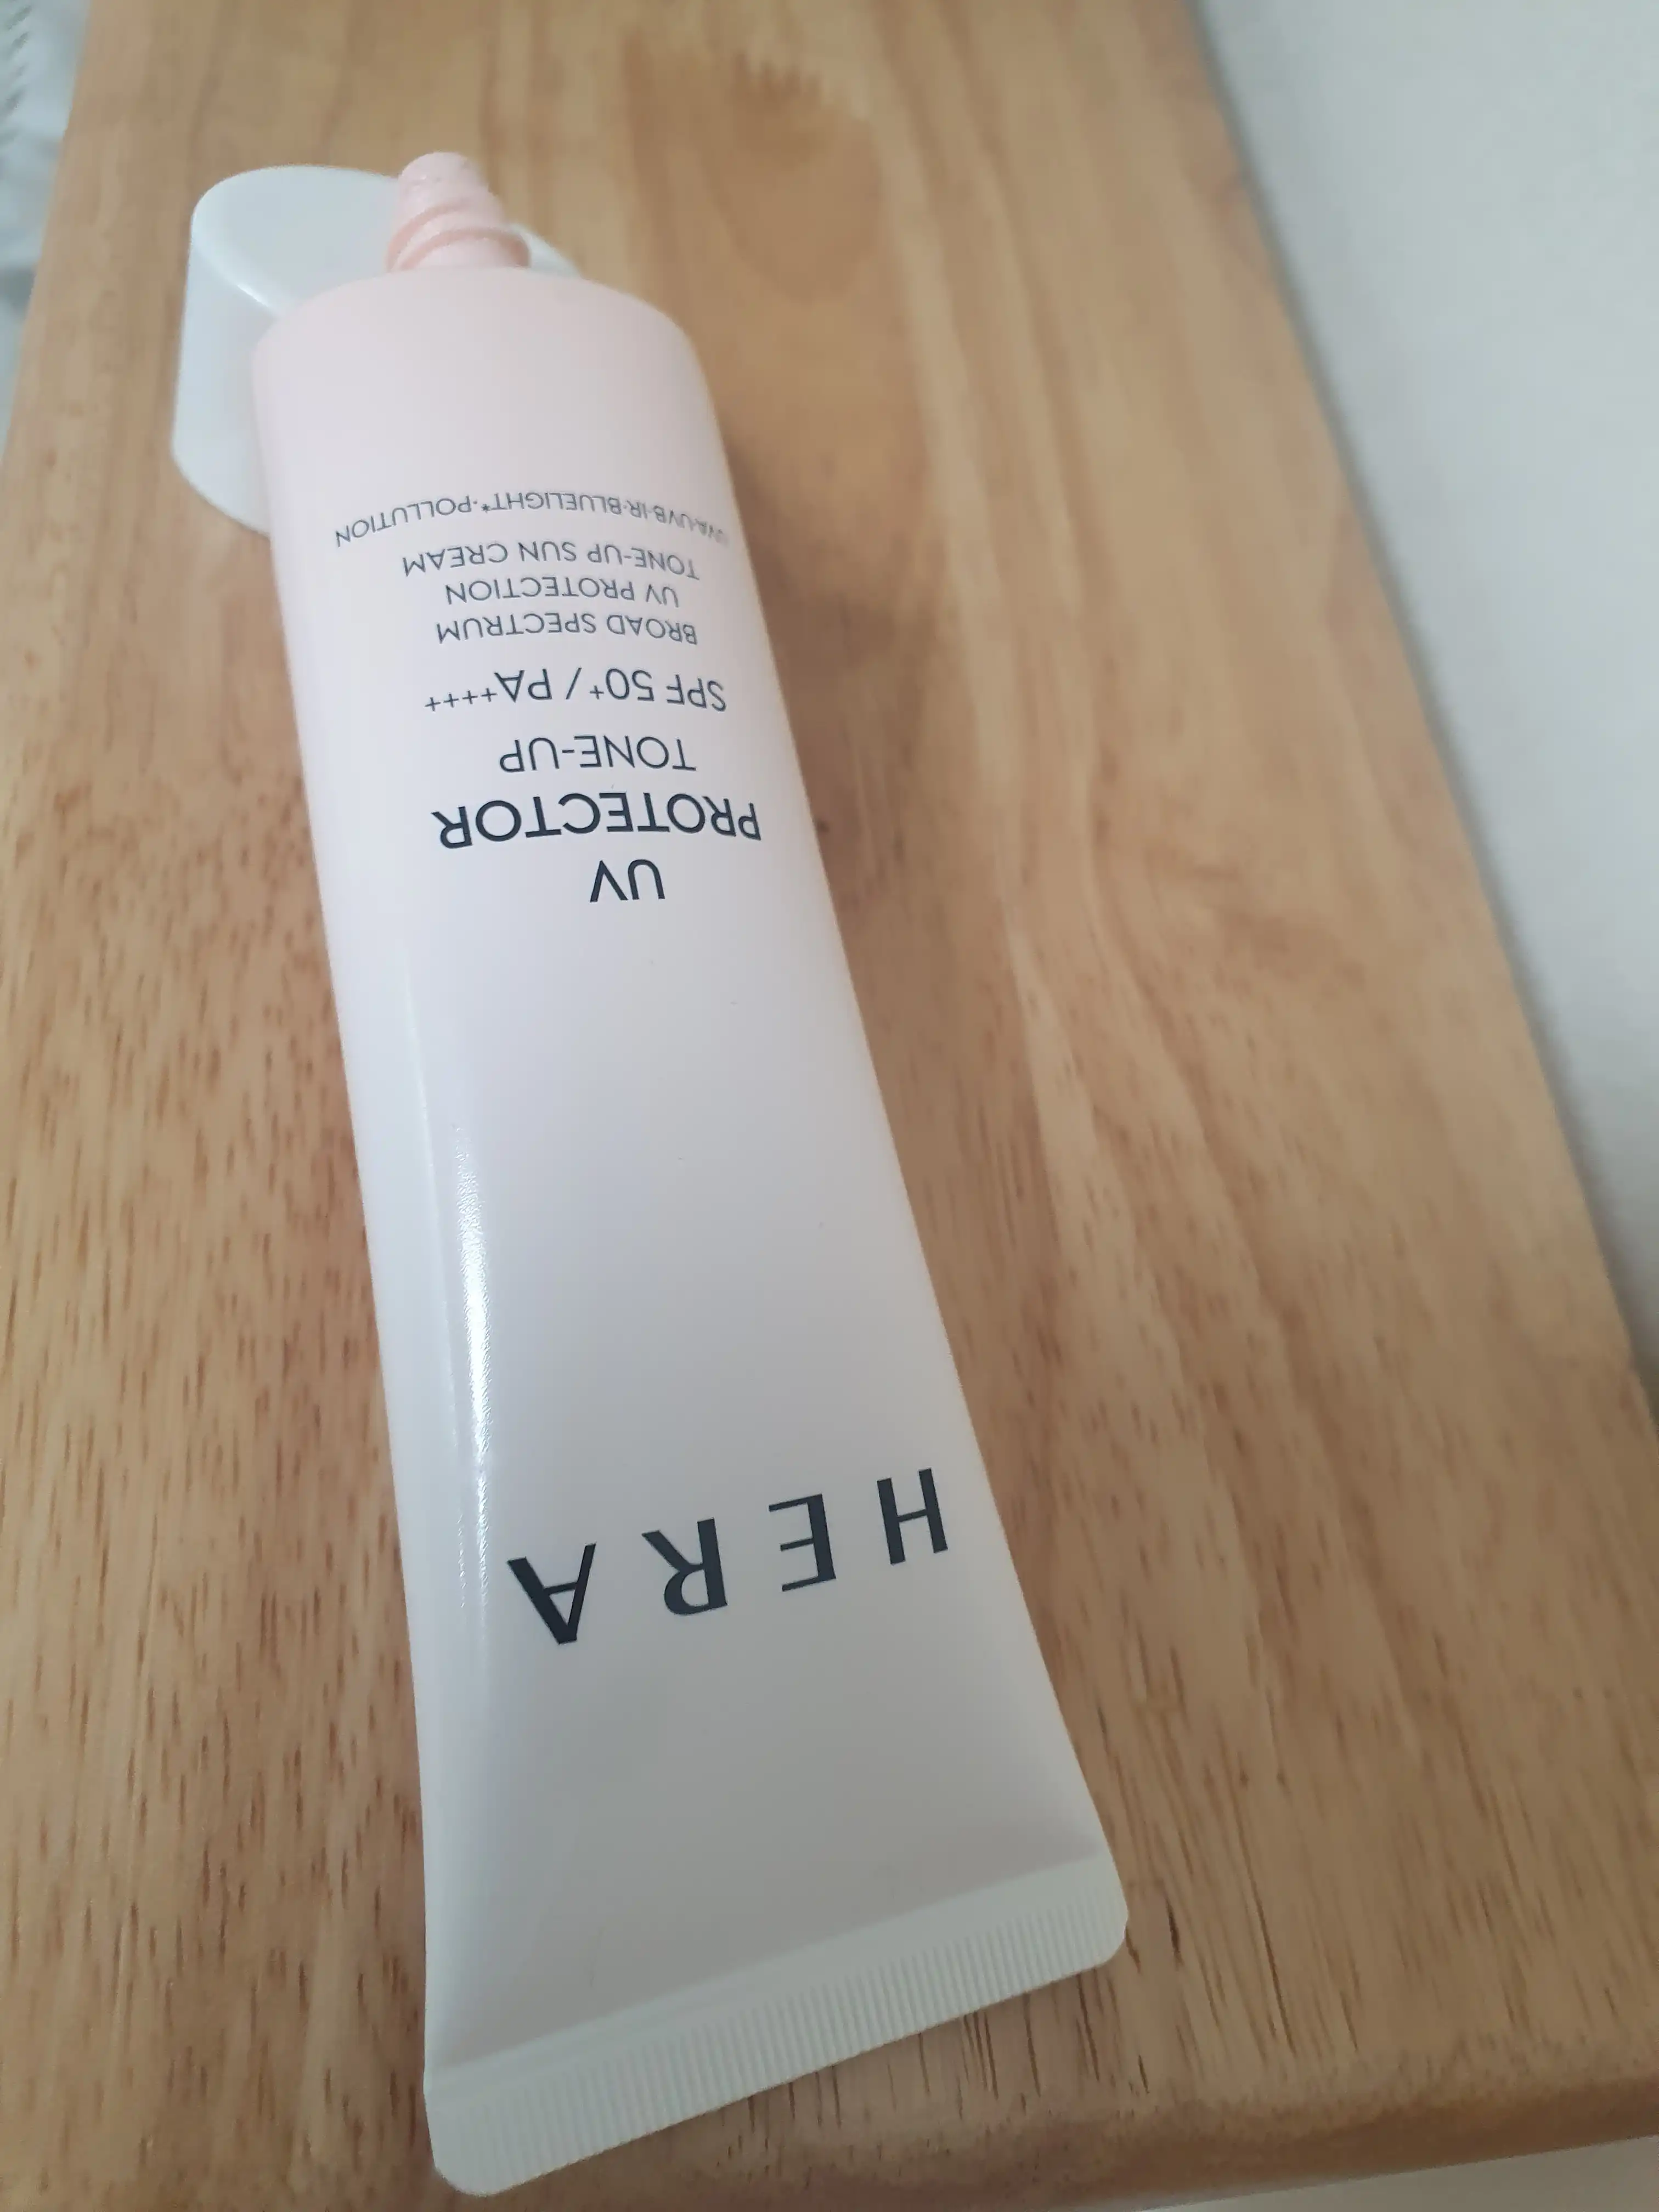 HERA
UV
PROTECTOR
TONE-UP
SPF 50+ / PA++++
BROAD SPECTRUM
UV PROTECTION
TONE-UP SUN CREAM
UVA·UVB·IR·BLUELIGHT*·POLLUTION